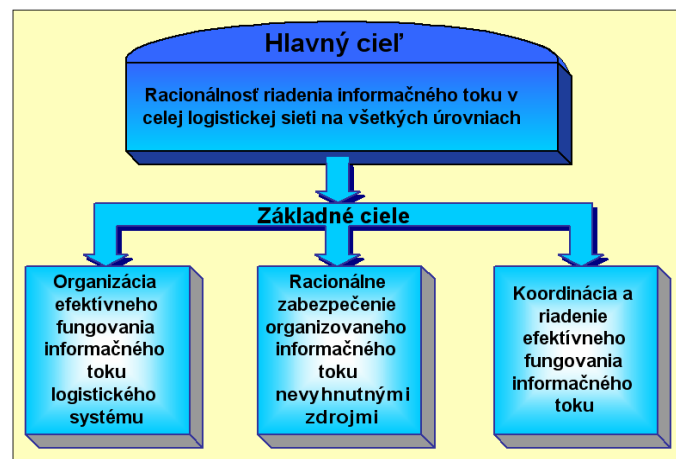 Hlavný cieľ
Racionálnosť riadenia informačného toku v
celej logistickej sieti na všetkých úrovniach
Základné ciele
Organizácia
efektívneho
fungovania
informačného
toku
logistického
systému
Racionálne
zabezpečenie
organizovaneho
informačného
toku
nevyhnutnými
zdrojmi
Koordinácia a
riadenie
efektívneho
fungovania
informačného
toku